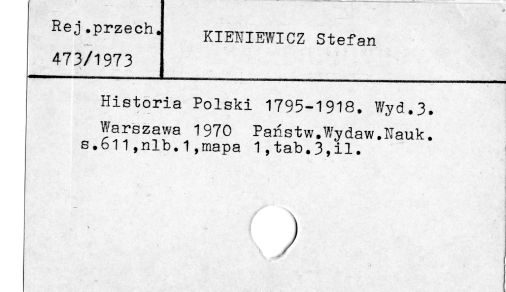 Rej.przech.
473/1973
KIENIEWICZ Stefan
Historia Polski 1795-1918. Wyd.3.
Warszawa 1970 Państw.Wydaw.Nauk.
s.611,nlb.1,mapa 1,tab.3,il.